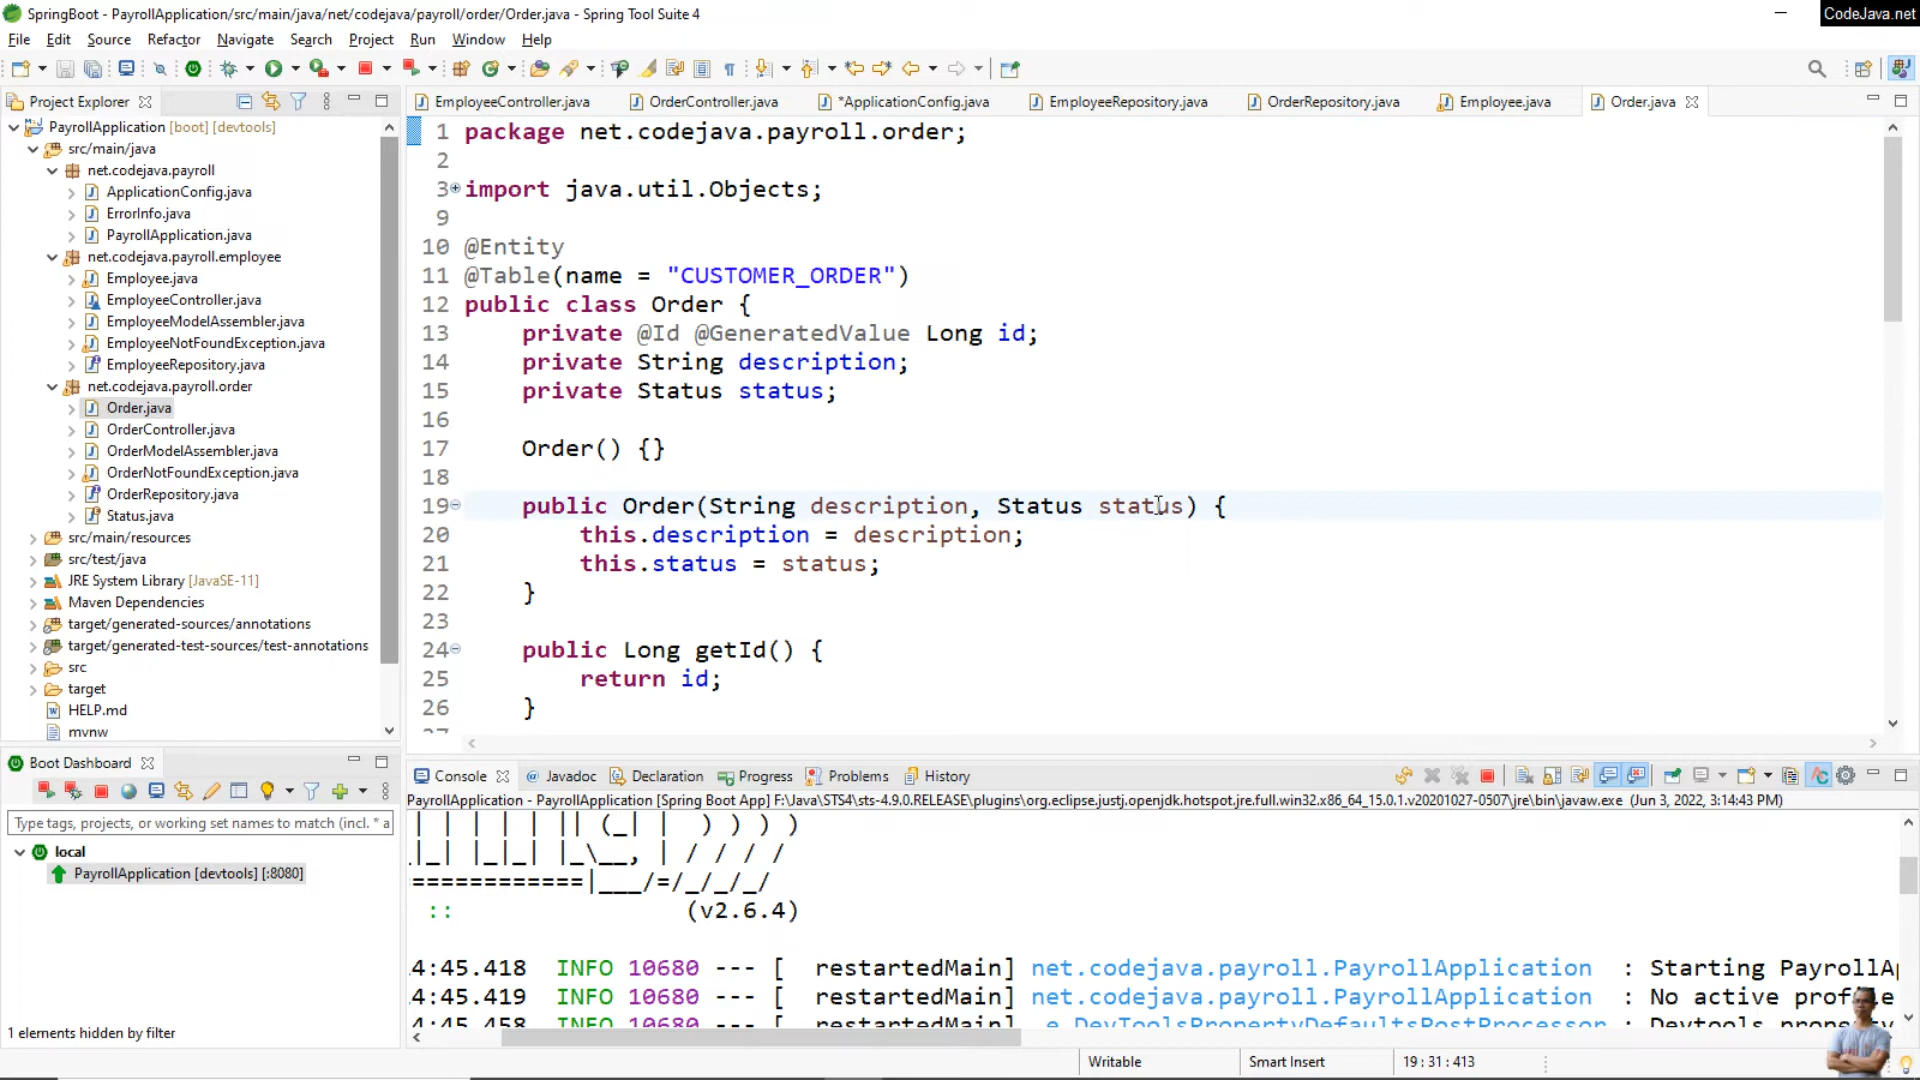 SpringBoot - PayrollApplication/src/main/java/net/codejava/payroll/order/Order.java - Spring Tool Suite 4
CodeJava.net
File Edit Source Refactor Navigate Search Project Run Window Help
Project Explorer
EmployeeController.java OrderController.java *ApplicationConfig.java EmployeeRepository.java OrderRepository.java Employee.java Order.java
PayrollApplication [boot] [devtools]
src/main/java
net.codejava.payroll
ApplicationConfig.java
ErrorInfo.java
PayrollApplication.java
net.codejava.payroll.employee
Employee.java
EmployeeController.java
EmployeeModelAssembler.java
EmployeeNotFoundException.java
EmployeeRepository.java
net.codejava.payroll.order
Order.java
OrderController.java
OrderModelAssembler.java
OrderNotFoundException.java
OrderRepository.java
Status.java
src/main/resources
src/test/java
JRE System Library [JavaSE-11]
Maven Dependencies
target/generated-sources/annotations
target/generated-test-sources/test-annotations
src
target
HELP.md
mvnw
1 package net.codejava.payroll.order;
2
3 import java.util.Objects;
9
10 @Entity
11 @Table(name = "CUSTOMER_ORDER")
12 public class Order {
13 private @Id @GeneratedValue Long id;
14 private String description;
15 private Status status;
16
17 Order() {}
18
19 public Order(String description, Status status) {
20 this.description = description;
21 this.status = status;
22 }
23
24 public Long getId() {
25 return id;
26 }
27
Boot Dashboard
Type tags, projects, or working set names to match (incl. * a
local
PayrollApplication [devtools] [:8080]
1 elements hidden by filter
Console Javadoc Declaration Progress Problems History
PayrollApplication - PayrollApplication [Spring Boot App] F:\Java\STS4\sts-4.9.0.RELEASE\plugins\org.eclipse.justj.openjdk.hotspot.jre.full.win32.x86_64_15.0.1.v20201027-0507\jre\bin\javaw.exe (Jun 3, 2022, 3:14:43 PM)
| | | | | || (_| | ) ) ) )
|_| |_|_| |_\__, | / / / /
============|___/=/_/_/_/
:: (v2.6.4)
4:45.418 INFO 10680 --- [ restartedMain] net.codejava.payroll.PayrollApplication : Starting PayrollAp
4:45.419 INFO 10680 --- [ restartedMain] net.codejava.payroll.PayrollApplication : No active profile
4:45.458 INFO 10680 --- [ restartedMain] .e.DevToolsPropertyDefaultsPostProcessor : Devtools
Writable Smart Insert 19 : 31 : 413